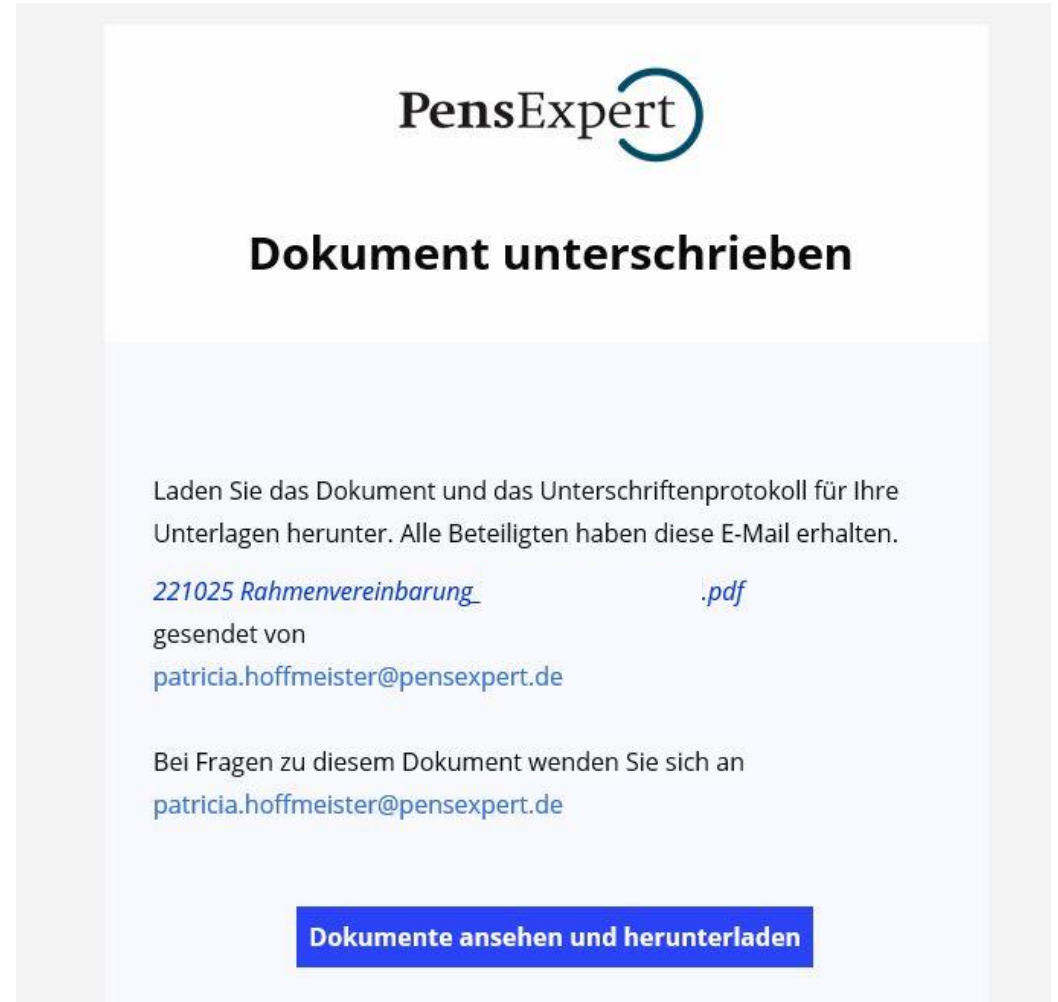 PensExpert
Dokument unterschrieben
Laden Sie das Dokument und das Unterschriftenprotokoll für Ihre
Unterlagen herunter. Alle Beteiligten haben diese E-Mail erhalten.
221025 Rahmenvereinbarung_ .pdf
gesendet von
patricia.hoffmeister@pensexpert.de
Bei Fragen zu diesem Dokument wenden Sie sich an
patricia.hoffmeister@pensexpert.de
Dokumente ansehen und herunterladen